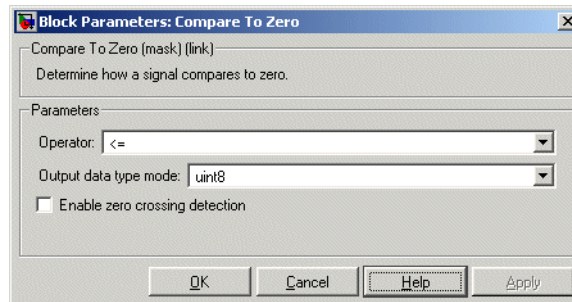 Block Parameters: Compare To Zero
Compare To Zero (mask) (link)
Determine how a signal compares to zero.
Parameters
Operator: <=
Output data type mode: uint8
Enable zero crossing detection
OK Cancel Help Apply